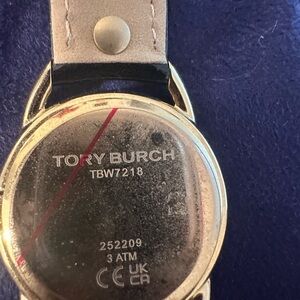 TORY BURCH
TBW7218
252209
3 ATM
CE UK
CA